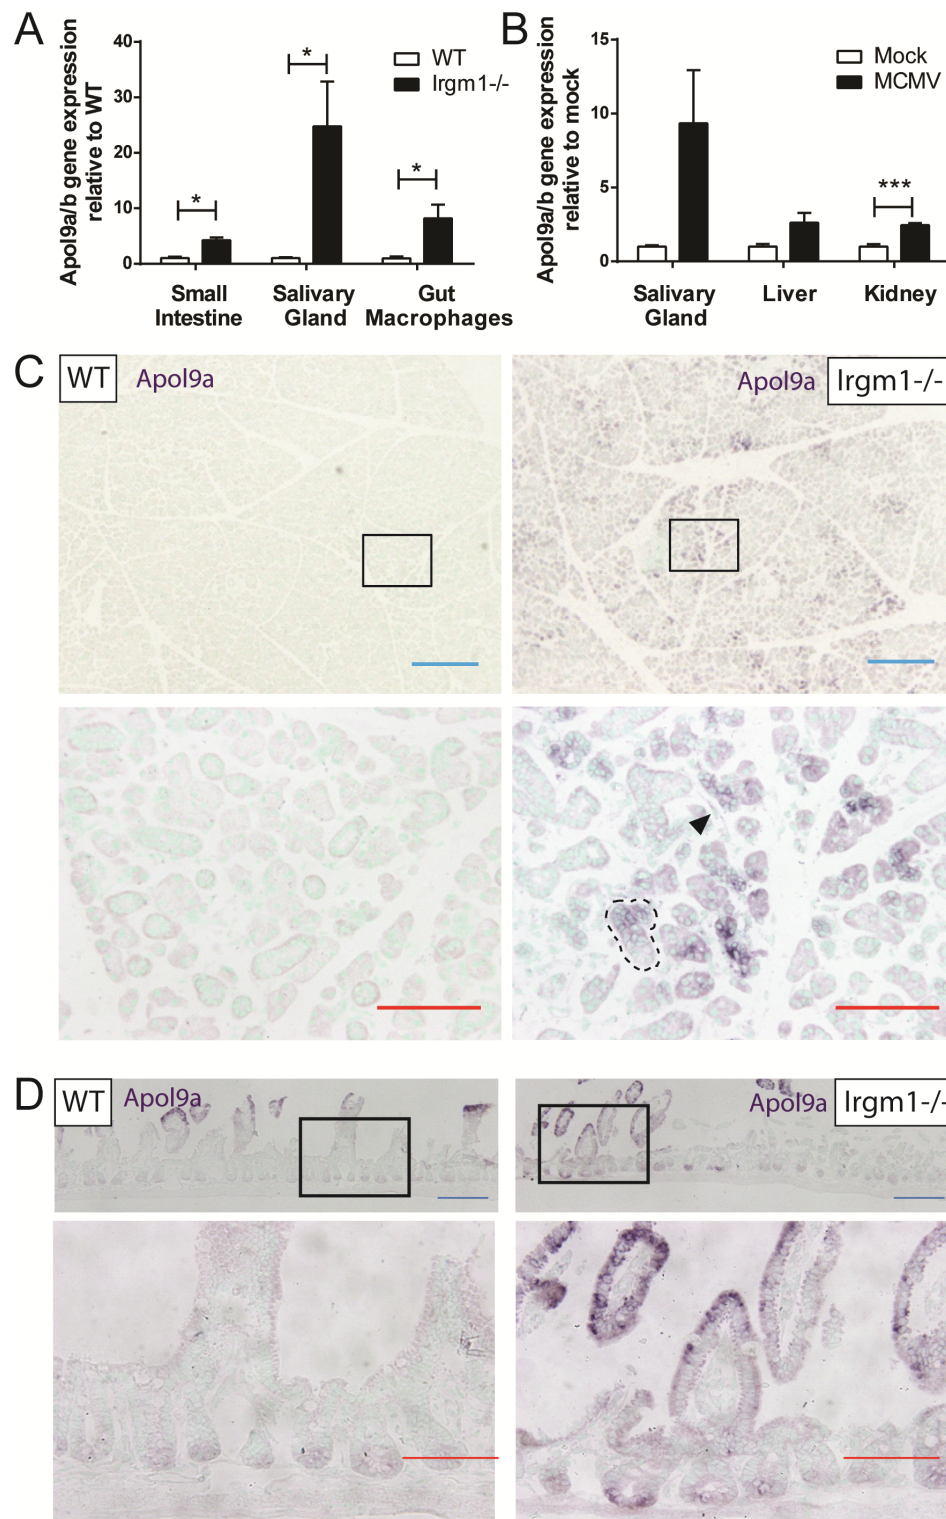 A
Apol9a/b gene expression
relative to WT
40
30
20
10
0
*
*
*
WT
Irgm1-/-
Small
Intestine
Salivary
Gland
Gut
Macrophages
B
Apol9a/b gene expression
relative to mock
15
10
5
0
***
Mock
MCMV
Salivary
Gland
Liver
Kidney
C
WT
Apol9a
Apol9a
Irgm1-/-
D
WT
Apol9a
Apol9a
Irgm1-/-